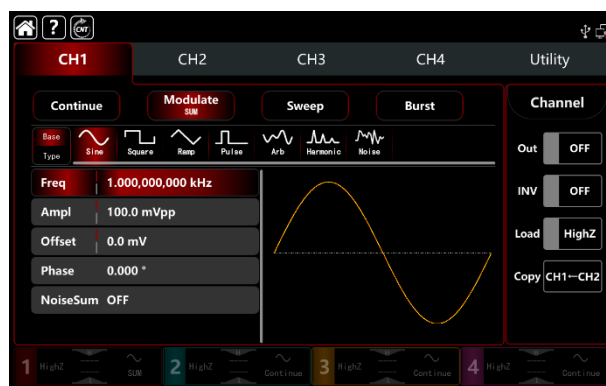 ? CNT
CH1 CH2 CH3 CH4 Utility
Continue Modulate SUM Sweep Burst Channel
Base Type Sine Square Ramp Pulse Arb Harmonic Noise
Out OFF
Freq 1.000,000,000 kHz
INV OFF
Ampl 100.0 mVpp
Offset 0.0 mV
Load HighZ
Phase 0.000 °
Copy CH1←CH2
NoiseSum OFF
1 HighZ SUM 2 HighZ Continue 3 HighZ Continue 4 HighZ Continue